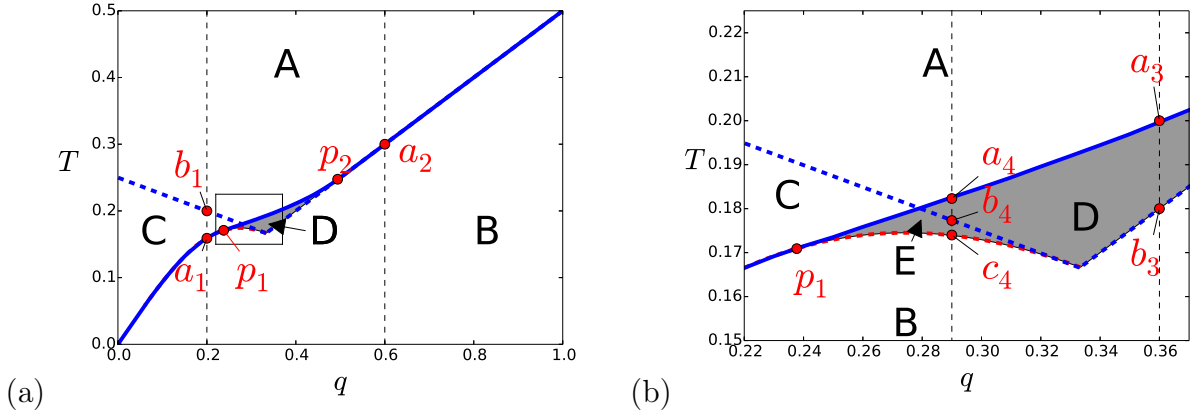 0.5
0.4
0.3
0.2
0.1
0.0
T
0.0 0.2 0.4 0.6 0.8 1.0
q
A
B
C
D
b₁
a₁
p₁
p₂
a₂
(a)
0.22
0.21
0.20
0.19
0.18
0.17
0.16
0.15
T
0.22 0.24 0.26 0.28 0.30 0.32 0.34 0.36
q
A
a₃
a₄
C
b₄
D
E
c₄
b₃
p₁
B
(b)